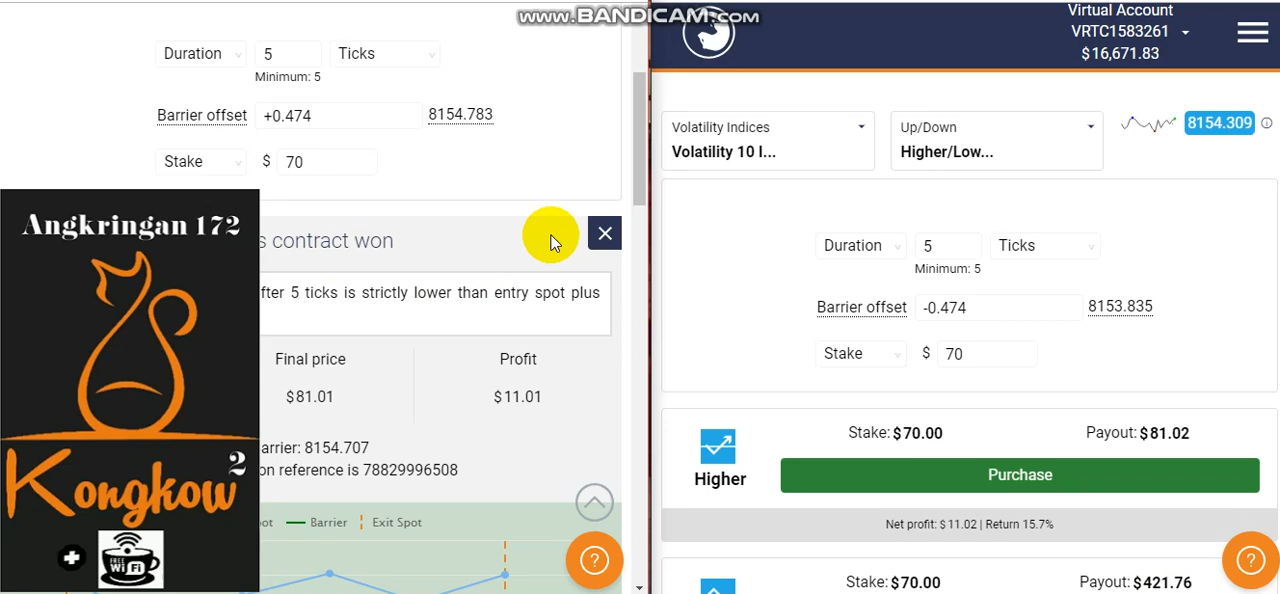 www.BANDICAM.com
Duration 5 Ticks
Minimum: 5
Barrier offset +0.474 8154.783
Stake $ 70
Angkringan 172
Kongkow 2
+ FREE WiFi
s contract won
fter 5 ticks is strictly lower than entry spot plus
Final price Profit
$81.01 $11.01
arrier: 8154.707
on reference is 78829996508
ot Barrier Exit Spot
?
Virtual Account
VRTC1583261
$16,671.83
Volatility Indices
Volatility 10 I...
Up/Down
Higher/Low...
8154.309
Duration 5 Ticks
Minimum: 5
Barrier offset -0.474 8153.835
Stake $ 70
Higher
Stake: $70.00 Payout: $81.02
Purchase
Net profit: $11.02 | Return 15.7%
Stake: $70.00 Payout: $421.76
?